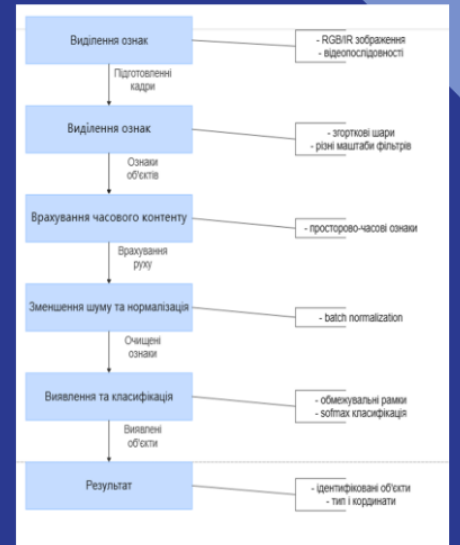 Виділення ознак
- RGB/IR зображення
- відеопослідовності
Підготовленні
кадри
Виділення ознак
- згорткові шари
- різні маштаби фільтрів
Ознаки
об'єктів
Врахування часового контенту
- просторово-часові ознаки
Врахування
руху
Зменшення шуму та нормалізація
- batch normalization
Очищені
ознаки
Виявлення та класифікація
- обмежувальні рамки
- sofmax класифікація
Виявлені
об'єкти
Результат
- ідентифіковані об'єкти
- тип і кординати